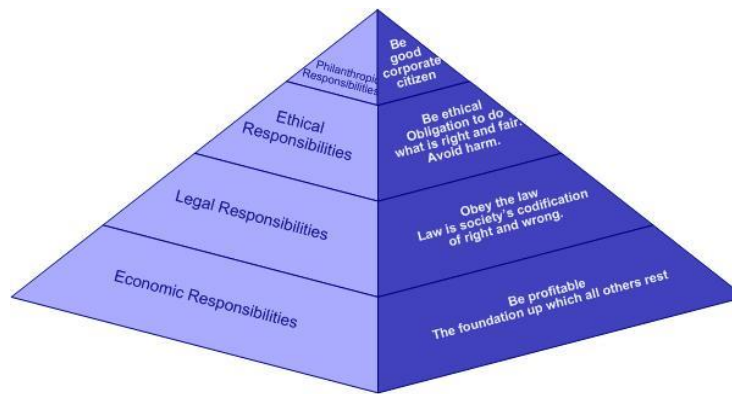 Philanthropic
Responsibilities
Be
good
corporate
citizen
Ethical
Responsibilities
Be ethical
Obligation to do
what is right and fair.
Avoid harm.
Legal Responsibilities
Obey the law
Law is society's codification
of right and wrong.
Economic Responsibilities
Be profitable
The foundation up which all others rest